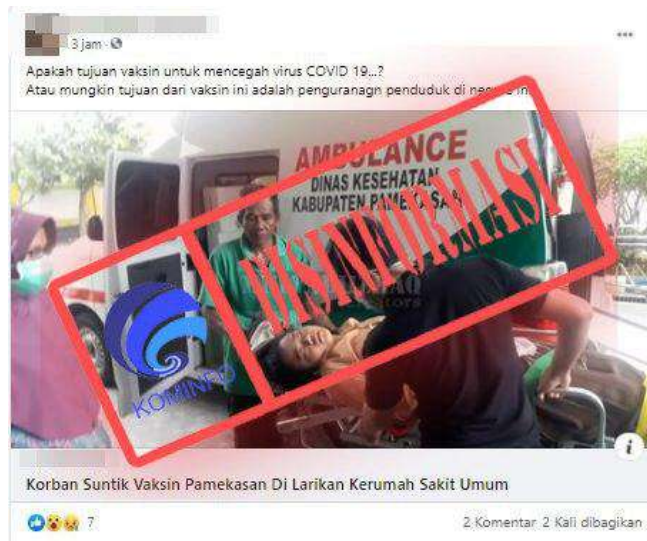 3 jam
Apakah tujuan vaksin untuk mencegah virus COVID 19...?
Atau mungkin tujuan dari vaksin ini adalah penguranagn penduduk di
AMBULANCE
DINAS KESEHATAN
KABUPATEN PAMEKASAN
DISINFORMASI
KOMINFO
Korban Suntik Vaksin Pamekasan Di Larikan Kerumah Sakit Umum
7
2 Komentar 2 Kali dibagikan